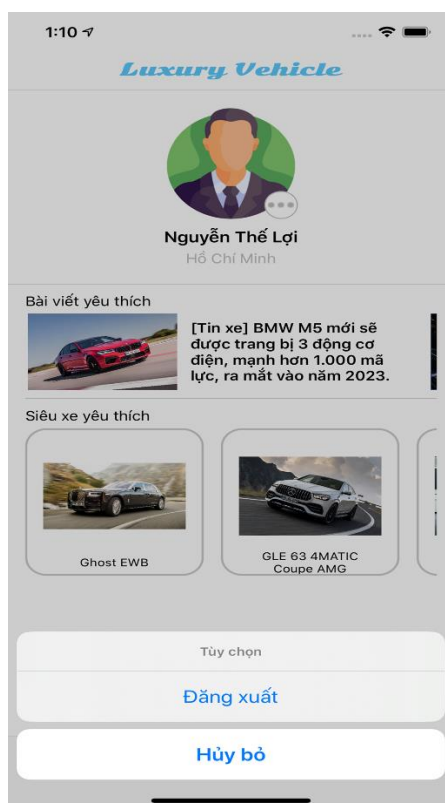 1:10
Luxury Vehicle
Nguyễn Thế Lợi
Hồ Chí Minh
Bài viết yêu thích
[Tin xe] BMW M5 mới sẽ
được trang bị 3 động cơ
điện, mạnh hơn 1.000 mã
lực, ra mắt vào năm 2023.
Siêu xe yêu thích
Ghost EWB
GLE 63 4MATIC
Coupe AMG
Tùy chọn
Đăng xuất
Hủy bỏ